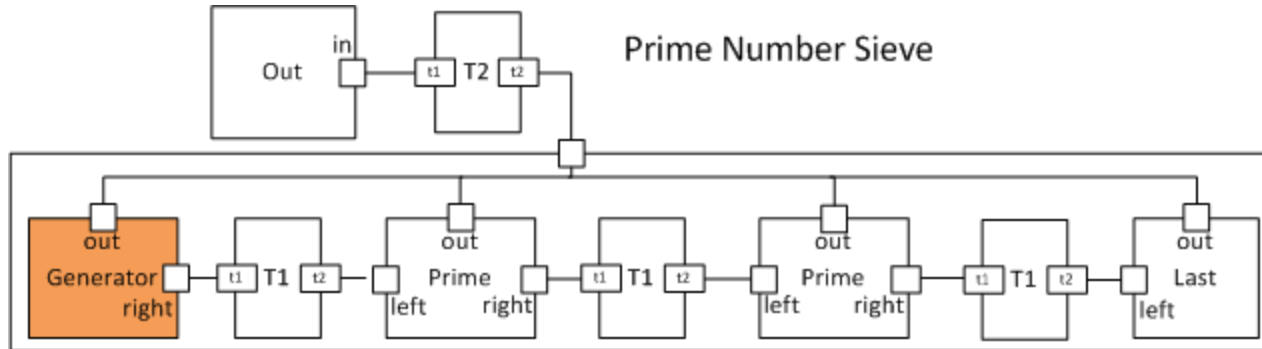 Prime Number Sieve
in
Out
t1 T2 t2
out
out
out
out
Generator
t1 T1 t2
Prime
t1 T1 t2
Prime
t1 T1 t2
Last
right
left
right
left
right
left